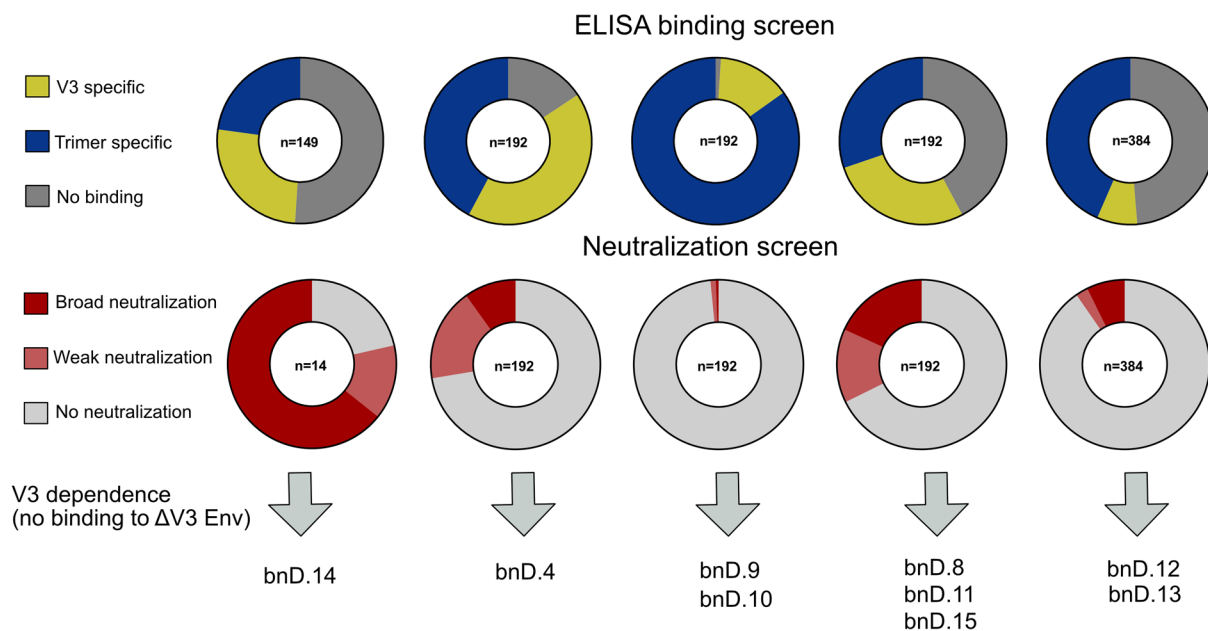 ELISA binding screen
V3 specific
Trimer specific
No binding
n=149
n=192
n=192
n=192
n=384
Neutralization screen
Broad neutralization
Weak neutralization
No neutralization
n=14
n=192
n=192
n=192
n=384
V3 dependence
(no binding to ΔV3 Env)
bnD.14
bnD.4
bnD.9
bnD.10
bnD.8
bnD.11
bnD.15
bnD.12
bnD.13